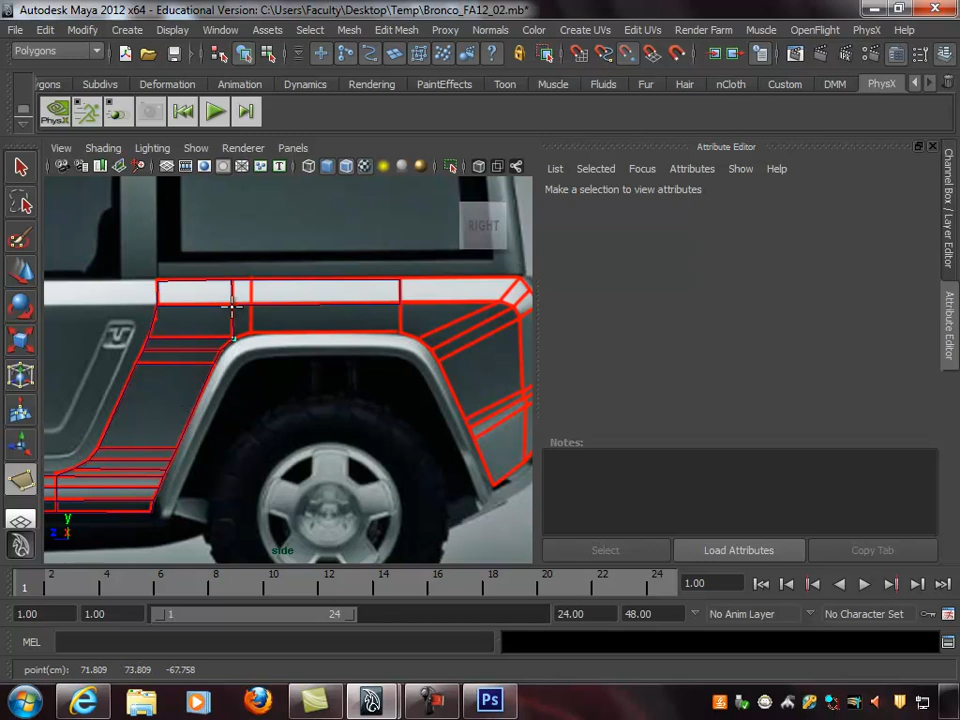 Autodesk Maya 2012 x64 - Educational Version: C:\Users\Faculty\Desktop\Temp\Bronco_FA12_02.mb*
File Edit Modify Create Display Window Assets Select Mesh Edit Mesh Proxy Normals Color Create UVs Edit UVs Render Farm Muscle OpenFlight PhysX Help
Polygons
ygons Subdivs Deformation Animation Dynamics Rendering PaintEffects Toon Muscle Fluids Fur Hair nCloth Custom DMM PhysX
PhysX
View Shading Lighting Show Renderer Panels
Attribute Editor
List Selected Focus Attributes Show Help
Make a selection to view attributes
Channel Box / Layer Editor
Attribute Editor
RIGHT
Notes:
y
z x
side
Select Load Attributes Copy Tab
1 2 4 6 8 10 12 14 16 18 20 22 24 1.00
1.00 1.00 1 24 24.00 48.00 No Anim Layer No Character Set
MEL
point(cm): 71.809 73.809 -67.758
Ps